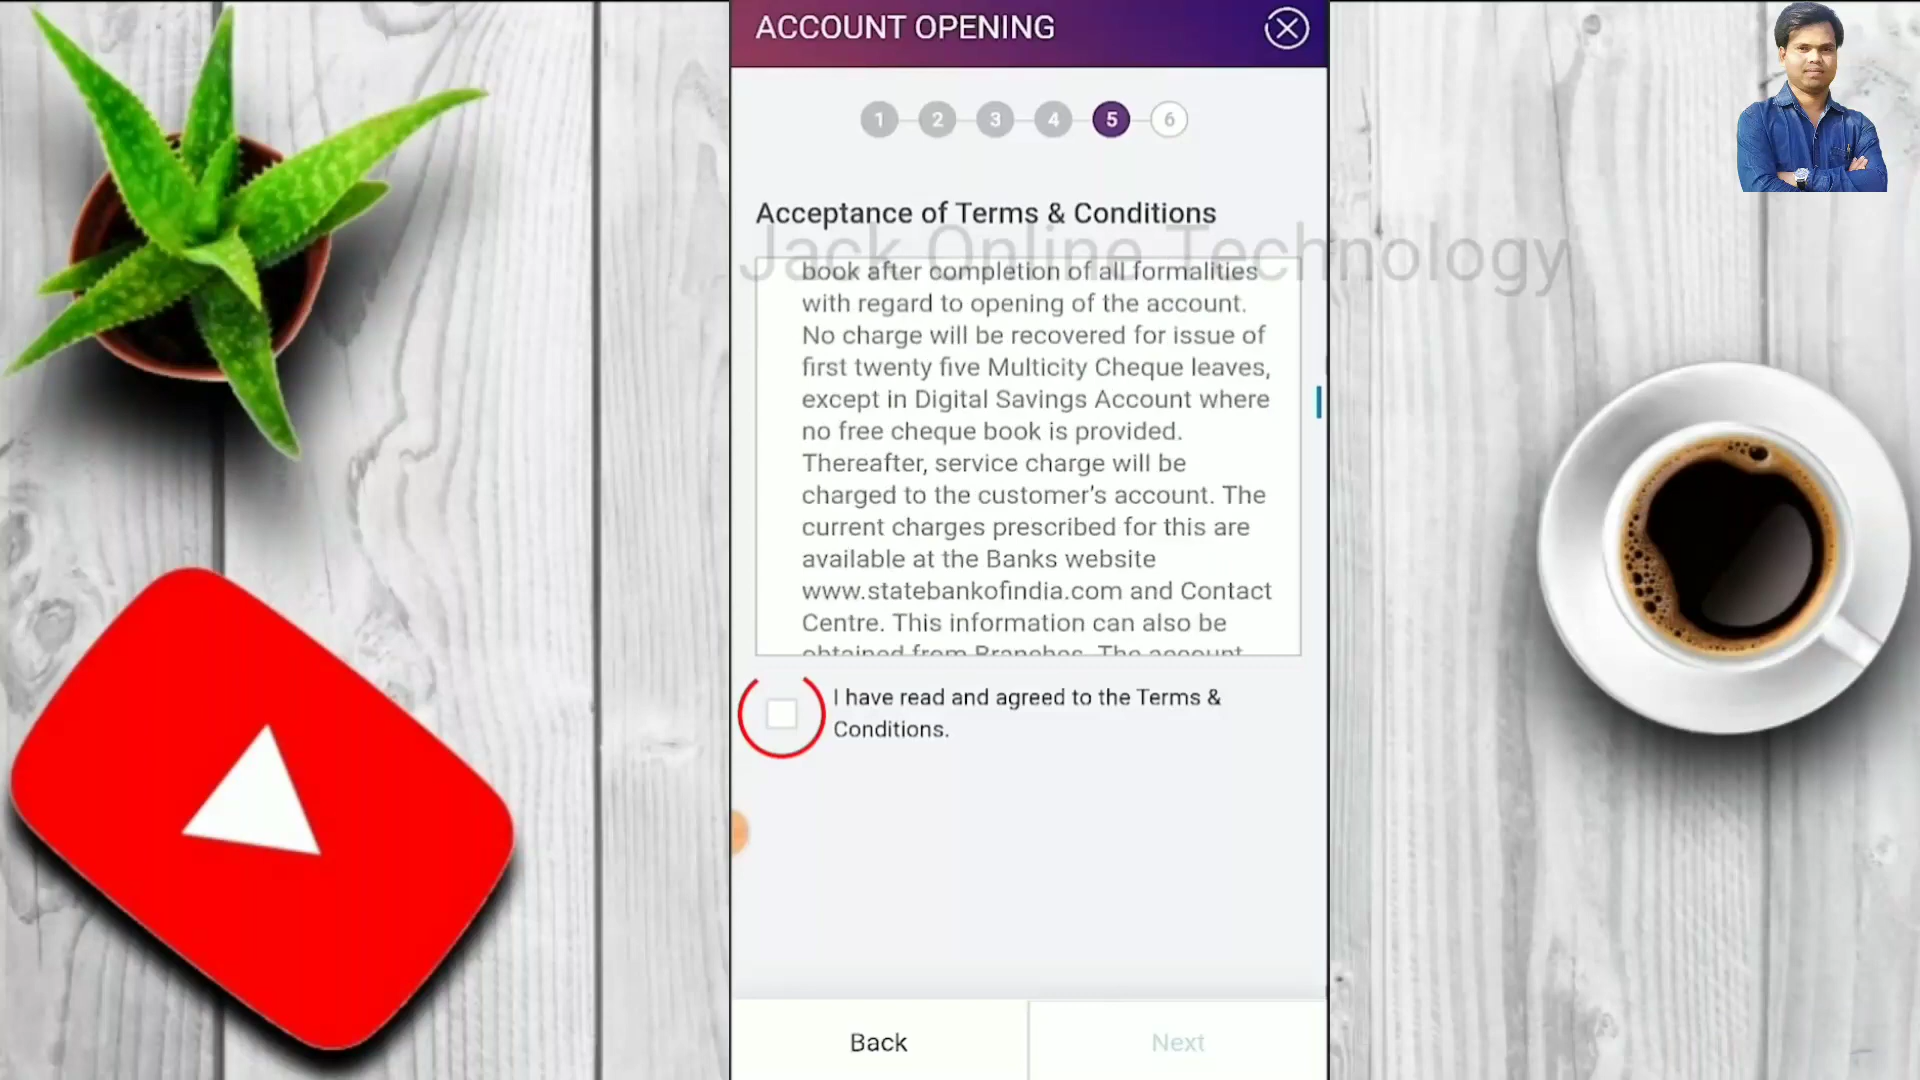 ACCOUNT OPENING
1 2 3 4 5 6
Acceptance of Terms & Conditions
Jack Online Technology
book after completion of all formalities
with regard to opening of the account.
No charge will be recovered for issue of
first twenty five Multicity Cheque leaves,
except in Digital Savings Account where
no free cheque book is provided.
Thereafter, service charge will be
charged to the customer's account. The
current charges prescribed for this are
available at the Banks website
www.statebankofindia.com and Contact
Centre. This information can also be
obtained from Branches. The account
I have read and agreed to the Terms &
Conditions.
Back
Next